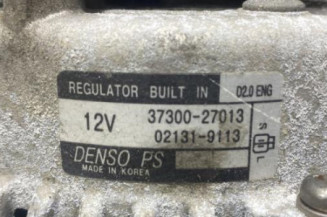 REGULATOR BUILT IN D2.0 ENG
12V 37300-27013
02131-9113
S L
DENSO PS
MADE IN KOREA